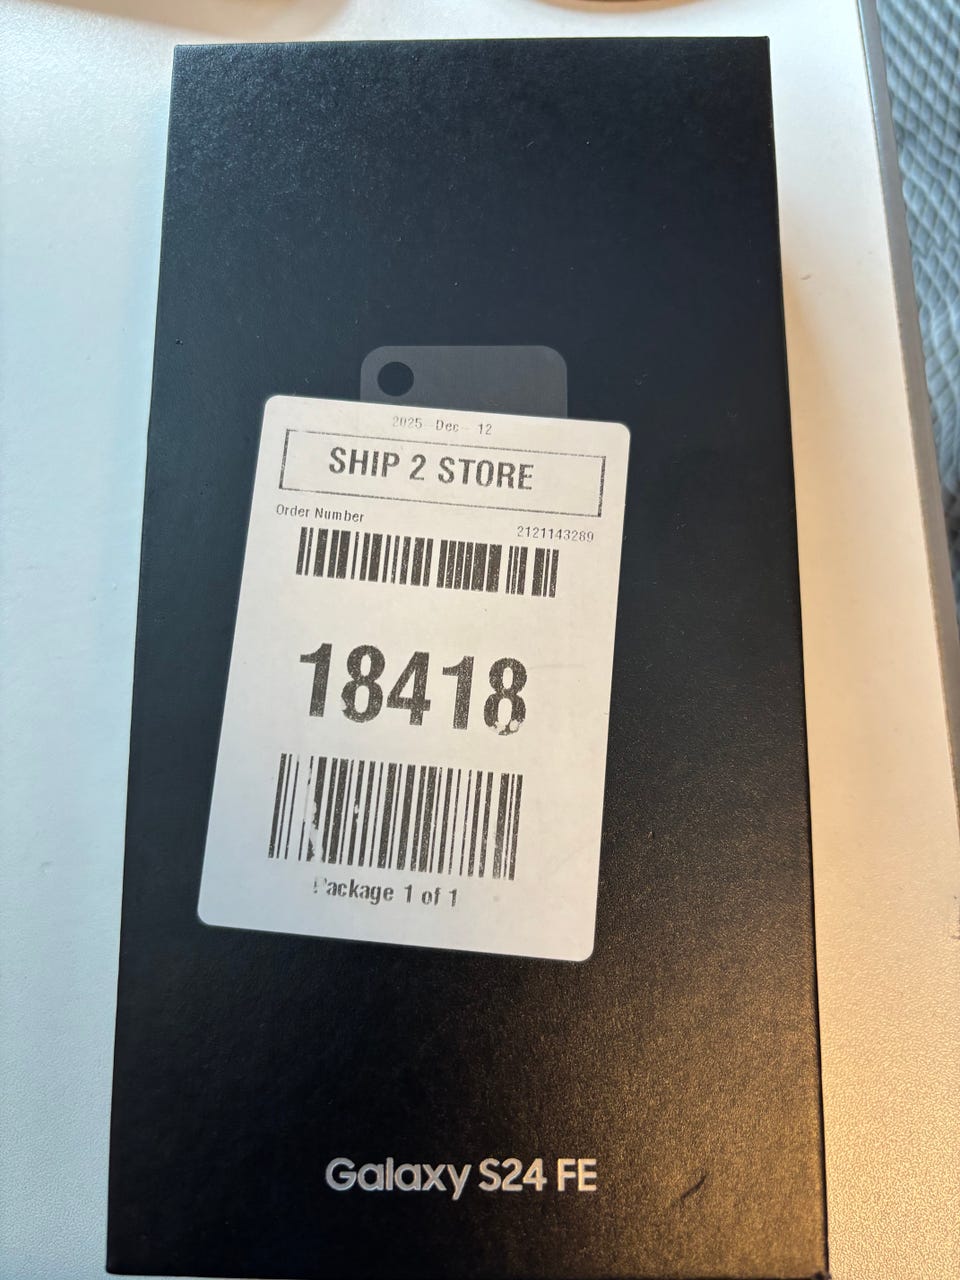 2025-Dec-12
SHIP 2 STORE
Order Number
2121143289
18418
Package 1 of 1
Galaxy S24 FE